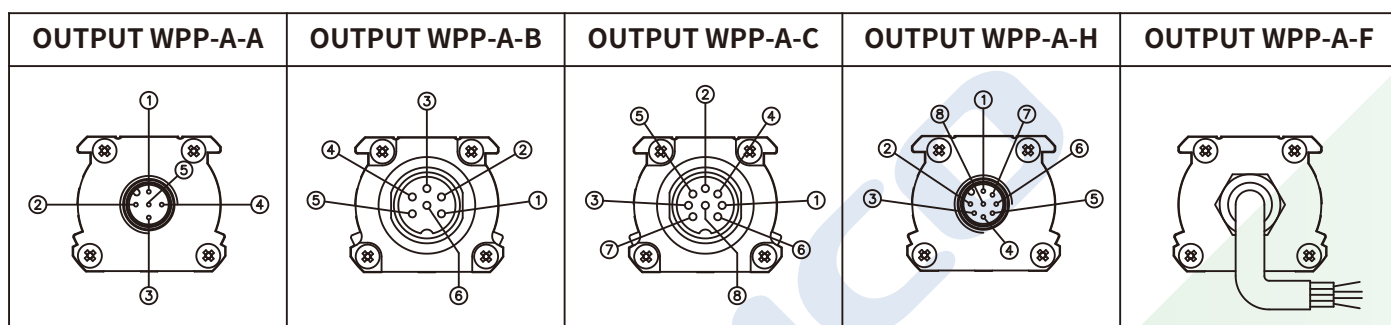 OUTPUT WPP-A-A
OUTPUT WPP-A-B
OUTPUT WPP-A-C
OUTPUT WPP-A-H
OUTPUT WPP-A-F
① ⑤ ② ④ ③
③ ④ ② ⑤ ① ⑥
② ⑤ ④ ③ ① ⑦ ⑥ ⑧
⑧ ① ⑦ ② ⑥ ③ ⑤ ④